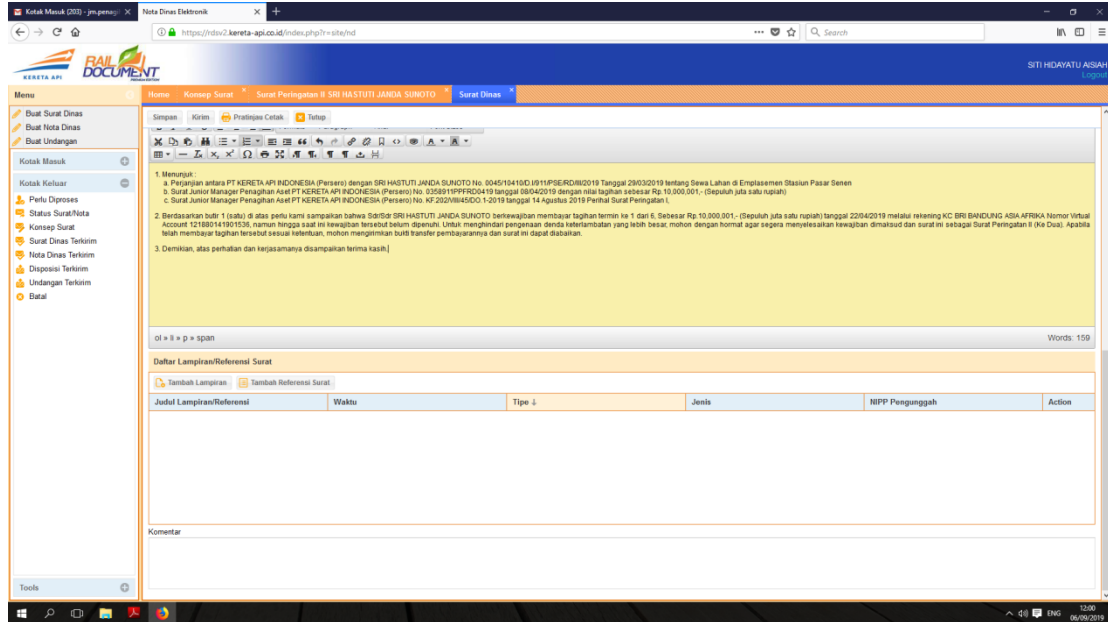 Kotak Masuk (203) - jm.penagi
Nota Dinas Elektronik
https://rdsv2.kereta-api.co.id/index.php?r=site/nd
Search
KERETA API
RAIL DOCUMENT
SITI HIDAYATU AISIAH
Logout
Menu
Home
Konsep Surat
Surat Peringatan II SRI HASTUTI JANDA SUNOTO
Surat Dinas
Buat Surat Dinas
Buat Nota Dinas
Buat Undangan
Kotak Masuk
Kotak Keluar
Perlu Diproses
Status Surat/Nota
Konsep Surat
Surat Dinas Terkirim
Nota Dinas Terkirim
Disposisi Terkirim
Undangan Terkirim
Batal
Tools
Simpan
Kirim
Pratinjas Cetak
Tutup
1. Menunjuk :
a. Perjanjian antara PT KERETA API INDONESIA (Persero) dengan SRI HASTUTI JANDA SUNOTO No. 0045/10410/D.I/911/PSE/RD/III/2019 Tanggal 29/03/2019 tentang Sewa Lahan di Emplasemen Stasiun Pasar Senen
b. Surat Junior Manager Penagihan Aset PT KERETA API INDONESIA (Persero) No. 0358911PPFRD0419 tanggal 08/04/2019 dengan nilai tagihan sebesar Rp. 10,000,001,- (Sepuluh juta satu rupiah)
c. Surat Junior Manager Penagihan Aset PT KERETA API INDONESIA (Persero) No. KF.202/VIII/45/DO.1-2019 tanggal 14 Agustus 2019 Perihal Surat Peringatan I,
2. Berdasarkan butir 1 (satu) di atas perlu kami sampaikan bahwa Sdr/Sdr SRI HASTUTI JANDA SUNOTO berkewajiban membayar tagihan termin ke 1 dari 6, Sebesar Rp.10,000,001,- (Sepuluh juta satu rupiah) tanggal 22/04/2019 melalui rekening KC BRI BANDUNG ASIA AFRIKA Nomor Virtual
Account 121880141901536, namun hingga saat ini kewajiban tersebut belum dipenuhi. Untuk menghindari pengenaan denda keterlambatan yang lebih besar, mohon dengan hormat agar segera menyelesaikan kewajiban dimaksud dan surat ini sebagai Surat Peringatan II (Ke Dua). Apabila
telah membayar tagihan tersebut sesuai ketentuan, mohon mengirimkan bukti transfer pembayarannya dan surat ini dapat diabaikan.
3. Demikian, atas perhatian dan kerjasamanya disampaikan terima kasih.
ol » li » p » span
Words: 159
Daftar Lampiran/Referensi Surat
Tambah Lampiran
Tambah Referensi Surat
Judul Lampiran/Referensi
Waktu
Tipe
Jenis
NIPP Pengunggah
Action
Komentar
ENG
12:00
06/09/2019